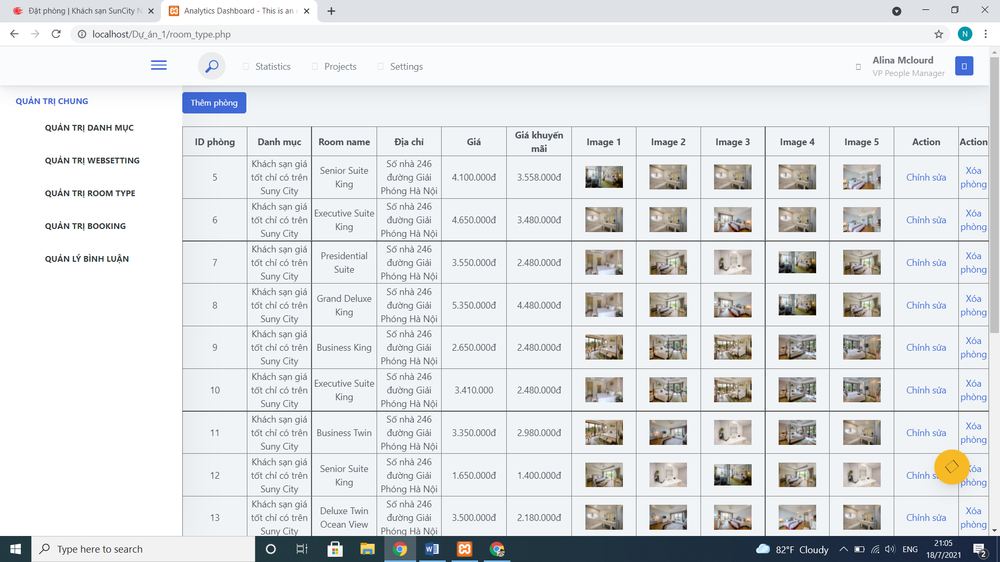 Đặt phòng | Khách sạn SunCity N
Analytics Dashboard - This is an e
localhost/Dự_án_1/room_type.php
N
Statistics
Projects
Settings
Alina Mclourd
VP People Manager
QUẢN TRỊ CHUNG
QUẢN TRỊ DANH MỤC
QUẢN TRỊ WEBSETTING
QUẢN TRỊ ROOM TYPE
QUẢN TRỊ BOOKING
QUẢN LÝ BÌNH LUẬN
Thêm phòng
ID phòng Danh mục Room name Địa chỉ Giá Giá khuyến mãi Image 1 Image 2 Image 3 Image 4 Image 5 Action Action
5 Khách sạn giá tốt chỉ có trên Suny City Senior Suite King Số nhà 246 đường Giải Phóng Hà Nội 4.100.000đ 3.558.000đ Chỉnh sửa Xóa phòng
6 Khách sạn giá tốt chỉ có trên Suny City Executive Suite King Số nhà 246 đường Giải Phóng Hà Nội 4.650.000đ 3.480.000đ Chỉnh sửa Xóa phòng
7 Khách sạn giá tốt chỉ có trên Suny City Presidential Suite Số nhà 246 đường Giải Phóng Hà Nội 3.550.000đ 2.480.000đ Chỉnh sửa Xóa phòng
8 Khách sạn giá tốt chỉ có trên Suny City Grand Deluxe King Số nhà 246 đường Giải Phóng Hà Nội 5.350.000đ 4.480.000đ Chỉnh sửa Xóa phòng
9 Khách sạn giá tốt chỉ có trên Suny City Business King Số nhà 246 đường Giải Phóng Hà Nội 2.650.000đ 2.480.000đ Chỉnh sửa Xóa phòng
10 Khách sạn giá tốt chỉ có trên Suny City Executive Suite King Số nhà 246 đường Giải Phóng Hà Nội 3.410.000 2.480.000đ Chỉnh sửa Xóa phòng
11 Khách sạn giá tốt chỉ có trên Suny City Business Twin Số nhà 246 đường Giải Phóng Hà Nội 3.350.000đ 2.980.000đ Chỉnh sửa Xóa phòng
12 Khách sạn giá tốt chỉ có trên Suny City Senior Suite King Số nhà 246 đường Giải Phóng Hà Nội 1.650.000đ 1.400.000đ Chỉnh s óa phòng
13 Khách sạn giá tốt chỉ có trên Suny City Deluxe Twin Ocean View Số nhà 246 đường Giải Phóng Hà Nội 3.500.000đ 2.180.000đ Chỉnh sửa Xóa phòng
Type here to search
82°F Cloudy
ENG
21:05
18/7/2021
2